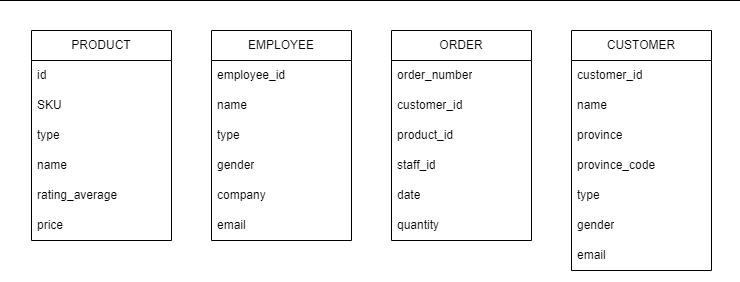 PRODUCT
id
SKU
type
name
rating_average
price
EMPLOYEE
employee_id
name
type
gender
company
email
ORDER
order_number
customer_id
product_id
staff_id
date
quantity
CUSTOMER
customer_id
name
province
province_code
type
gender
email